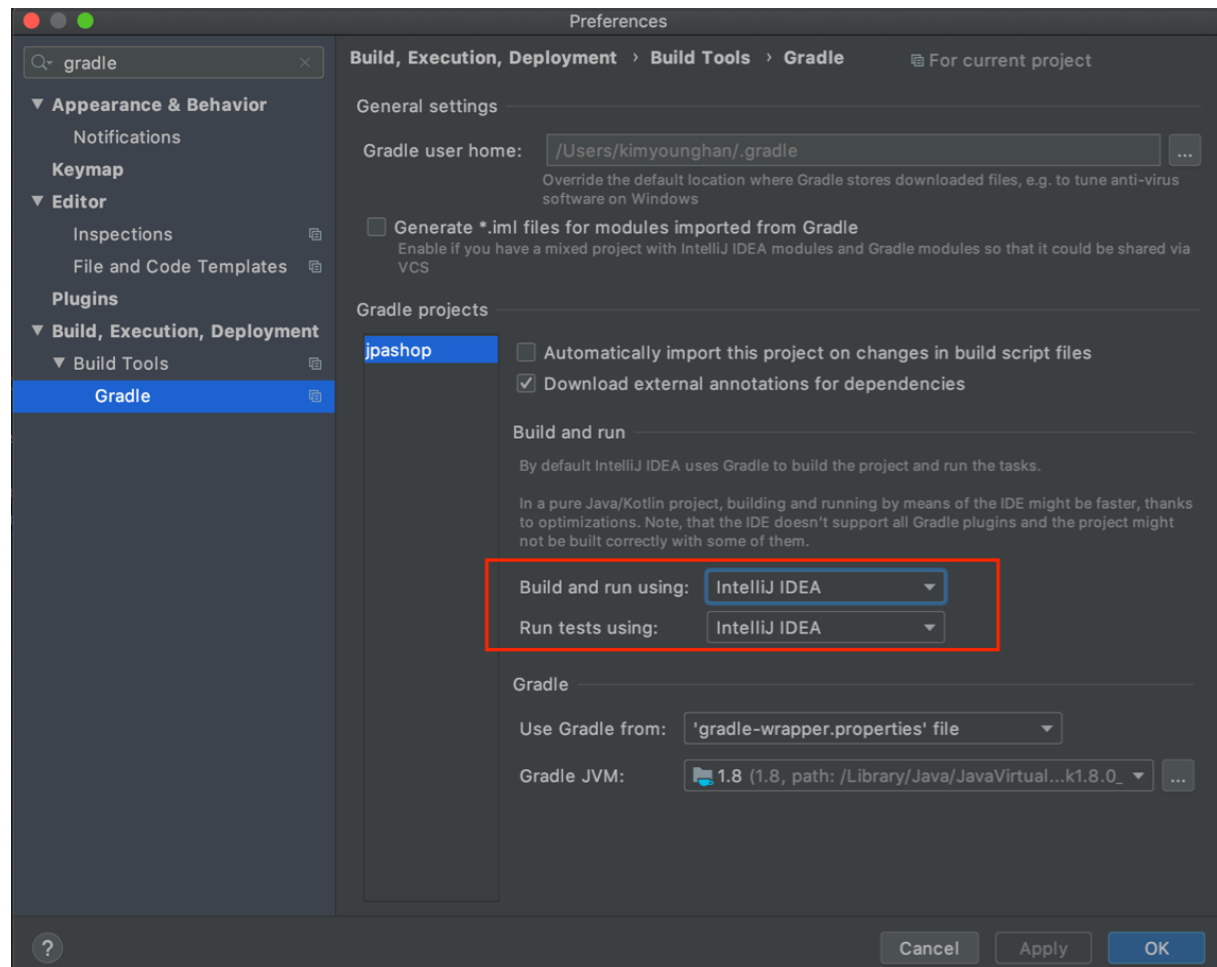 Preferences
gradle
Appearance & Behavior
Notifications
Keymap
Editor
Inspections
File and Code Templates
Plugins
Build, Execution, Deployment
Build Tools
Gradle
Build, Execution, Deployment › Build Tools › Gradle
For current project
General settings
Gradle user home:
/Users/kimyounghan/.gradle
...
Override the default location where Gradle stores downloaded files, e.g. to tune anti-virus
software on Windows
Generate *.iml files for modules imported from Gradle
Enable if you have a mixed project with IntelliJ IDEA modules and Gradle modules so that it could be shared via
VCS
Gradle projects
jpashop
Automatically import this project on changes in build script files
Download external annotations for dependencies
Build and run
By default IntelliJ IDEA uses Gradle to build the project and run the tasks.
In a pure Java/Kotlin project, building and running by means of the IDE might be faster, thanks
to optimizations. Note, that the IDE doesn't support all Gradle plugins and the project might
not be built correctly with some of them.
Build and run using: IntelliJ IDEA
Run tests using: IntelliJ IDEA
Gradle
Use Gradle from: 'gradle-wrapper.properties' file
Gradle JVM: 1.8 (1.8, path: /Library/Java/JavaVirtual...k1.8.0_ ...
? Cancel Apply OK